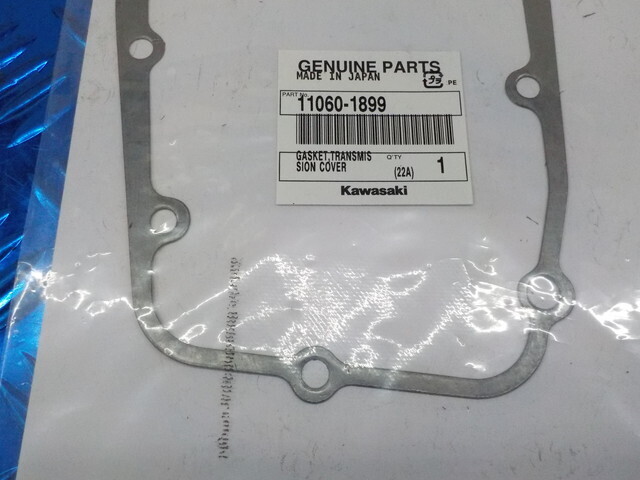 GENUINE PARTS
MADE IN JAPAN
PE
PART No.
11060-1899
GASKET,TRANSMIS
SION COVER
Q'TY
(22A)
1
Kawasaki